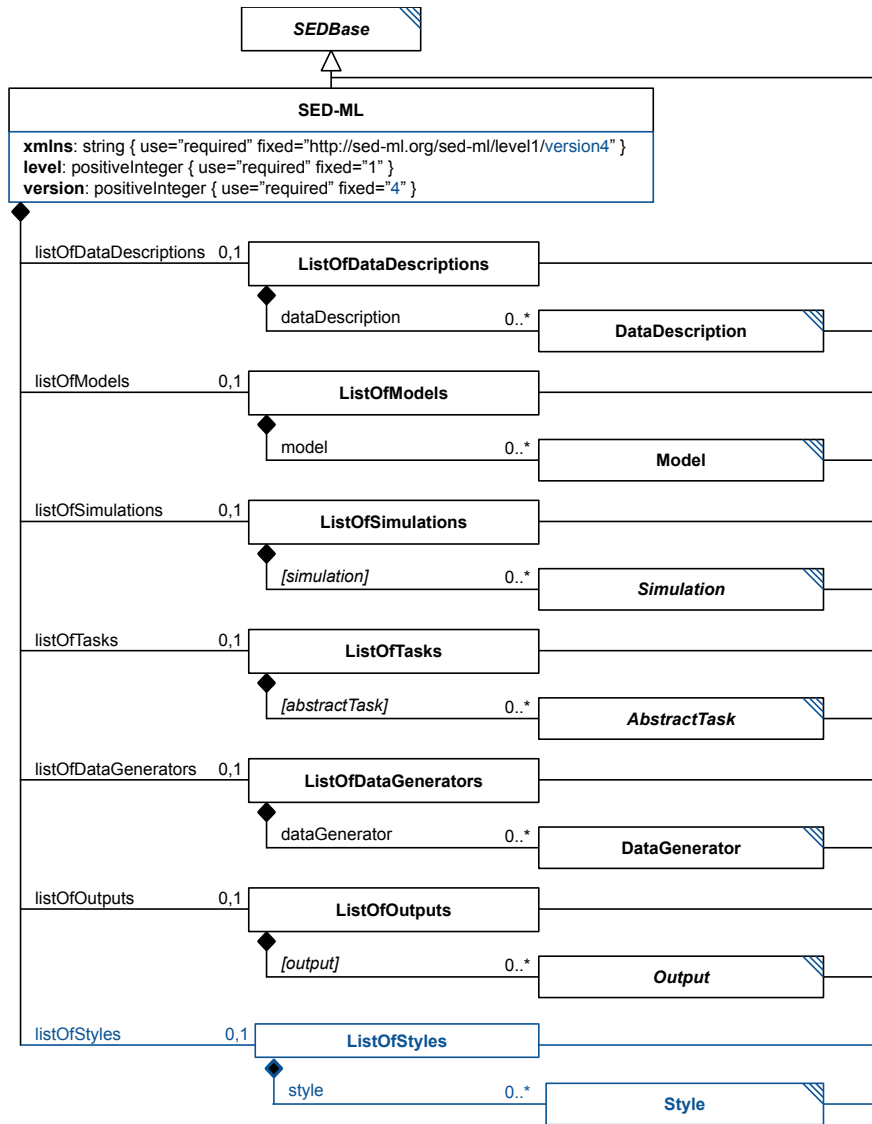 SEDBase
SED-ML
xmlns: string { use=”required” fixed=”http://sed-ml.org/sed-ml/level1/version4” }
level: positiveInteger { use=”required” fixed=”1” }
version: positiveInteger { use=”required” fixed=”4” }
listOfDataDescriptions 0,1 ListOfDataDescriptions
dataDescription 0..* DataDescription
listOfModels 0,1 ListOfModels
model 0..* Model
listOfSimulations 0,1 ListOfSimulations
[simulation] 0..* Simulation
listOfTasks 0,1 ListOfTasks
[abstractTask] 0..* AbstractTask
listOfDataGenerators 0,1 ListOfDataGenerators
dataGenerator 0..* DataGenerator
listOfOutputs 0,1 ListOfOutputs
[output] 0..* Output
listOfStyles 0,1 ListOfStyles
style 0..* Style